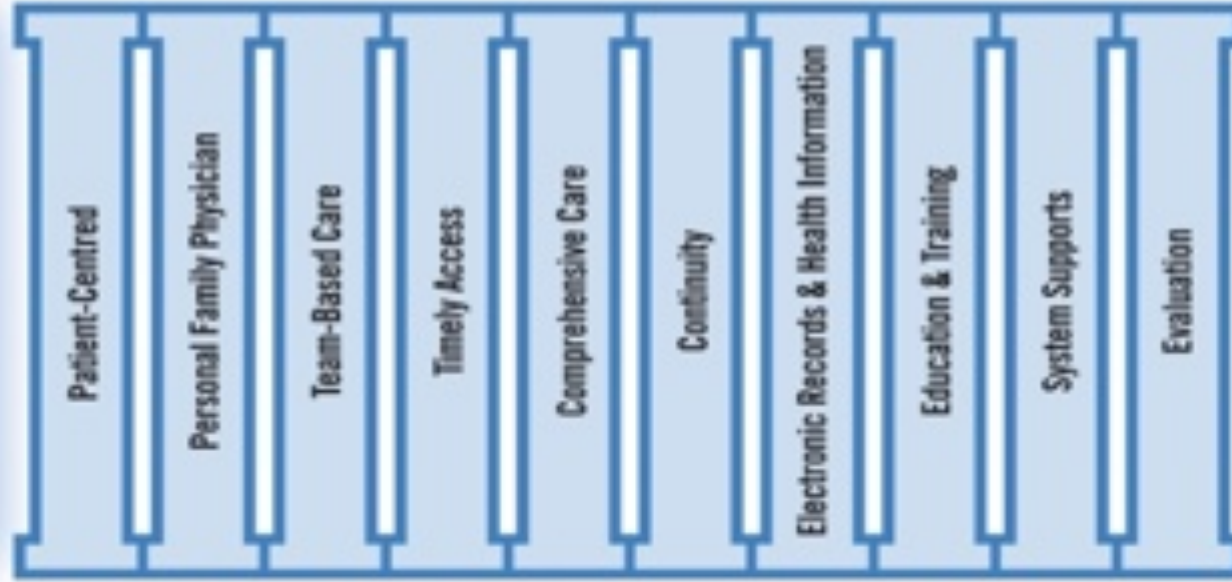 Patient-Centred
Personal Family Physician
Team-Based Care
Timely Access
Comprehensive Care
Continuity
Electronic Records & Health Information
Education & Training
System Supports
Evaluation